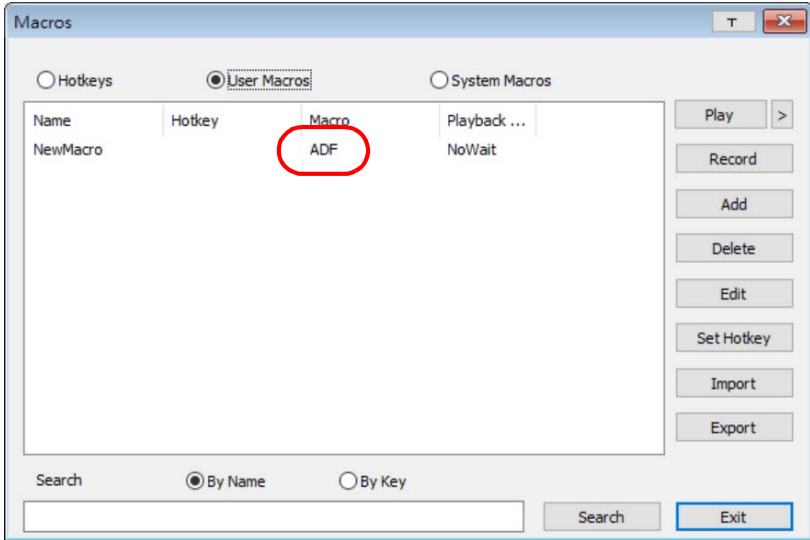 Macros
T
Hotkeys User Macros System Macros
Name Hotkey Macro Playback ...
NewMacro ADF NoWait
Play >
Record
Add
Delete
Edit
Set Hotkey
Import
Export
Search By Name By Key
Search Exit